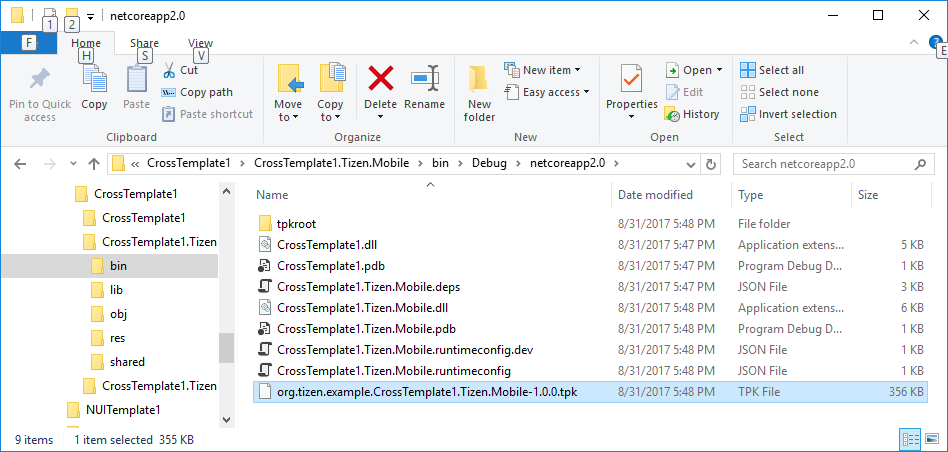 netcoreapp2.0
1 2
F Home Share View
H S V E
Pin to Quick access
Copy
Paste
Cut
Copy path
Paste shortcut
Clipboard
Move to
Copy to
Delete
Rename
Organize
New folder
New item
Easy access
New
Properties
Open
Edit
History
Open
Select all
Select none
Invert selection
Select
« CrossTemplate1 > CrossTemplate1.Tizen.Mobile > bin > Debug > netcoreapp2.0 >
Search netcoreapp2.0
CrossTemplate1
CrossTemplate1
CrossTemplate1.Tizen
bin
lib
obj
res
shared
CrossTemplate1.Tizen
NUITemplate1
Name Date modified Type Size
tpkroot 8/31/2017 5:48 PM File folder
CrossTemplate1.dll 8/31/2017 5:47 PM Application extens... 5 KB
CrossTemplate1.pdb 8/31/2017 5:47 PM Program Debug D... 1 KB
CrossTemplate1.Tizen.Mobile.deps 8/31/2017 5:47 PM JSON File 3 KB
CrossTemplate1.Tizen.Mobile.dll 8/31/2017 5:48 PM Application extens... 6 KB
CrossTemplate1.Tizen.Mobile.pdb 8/31/2017 5:48 PM Program Debug D... 1 KB
CrossTemplate1.Tizen.Mobile.runtimeconfig.dev 8/31/2017 5:48 PM JSON File 1 KB
CrossTemplate1.Tizen.Mobile.runtimeconfig 8/31/2017 5:48 PM JSON File 1 KB
org.tizen.example.CrossTemplate1.Tizen.Mobile-1.0.0.tpk 8/31/2017 5:48 PM TPK File 356 KB
9 items 1 item selected 355 KB